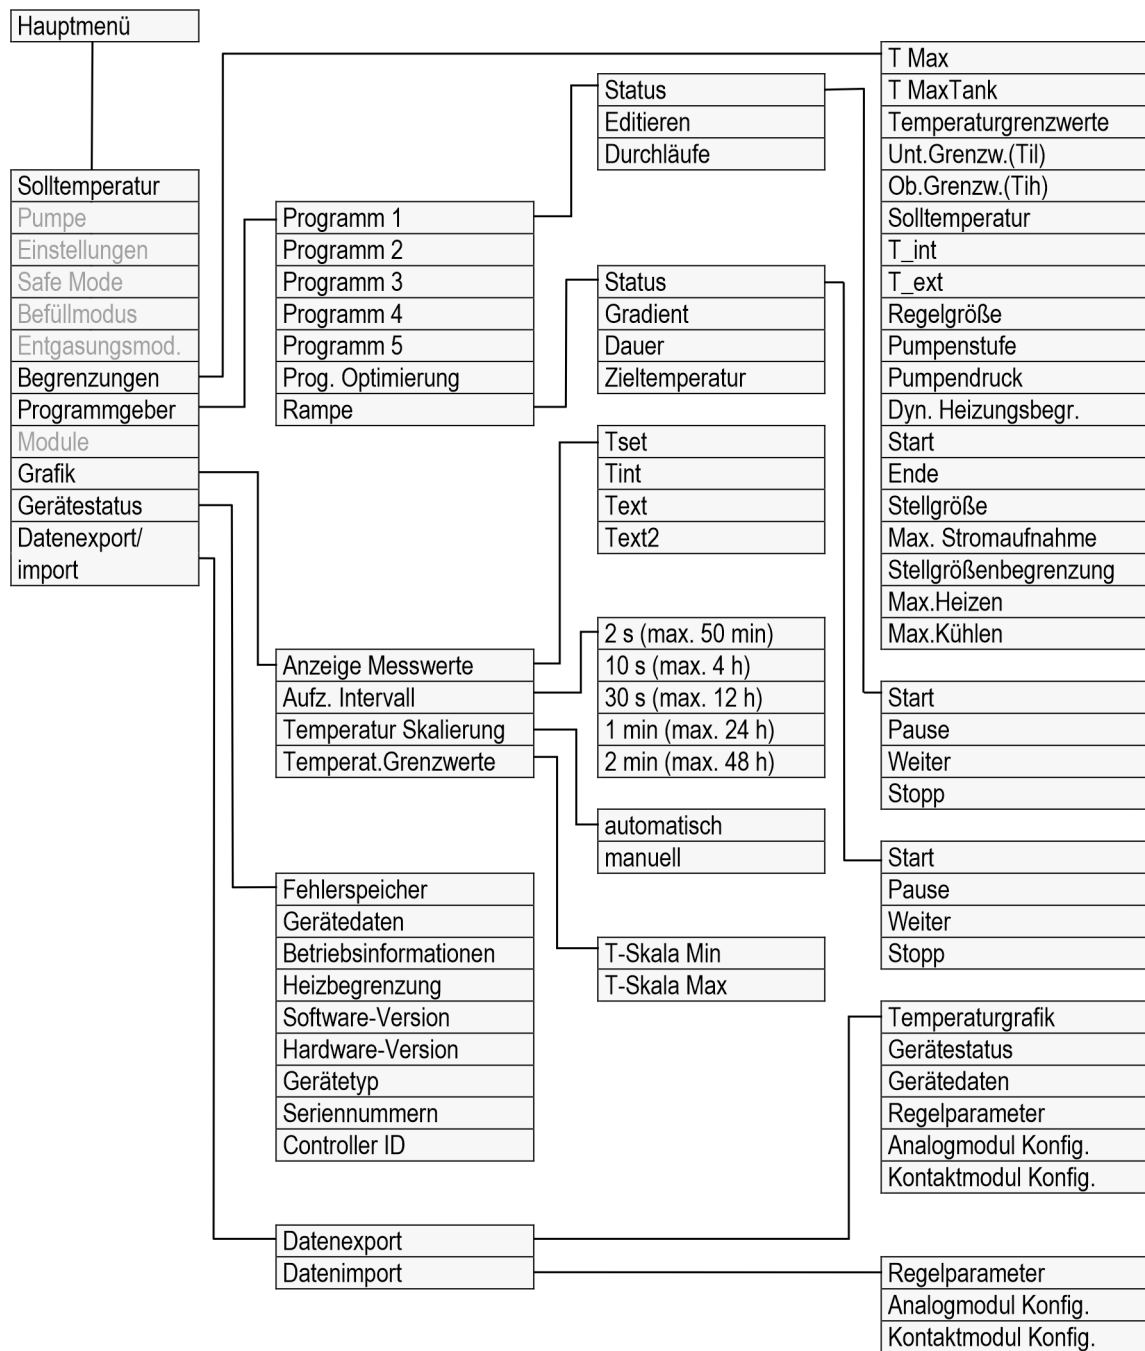 Hauptmenü
Solltemperatur
Pumpe
Einstellungen
Safe Mode
Befüllmodus
Entgasungsmod.
Begrenzungen
Programmgeber
Module
Grafik
Gerätestatus
Datenexport/
import
Programm 1
Programm 2
Programm 3
Programm 4
Programm 5
Prog. Optimierung
Rampe
Anzeige Messwerte
Aufz. Intervall
Temperatur Skalierung
Temperat.Grenzwerte
Fehlerspeicher
Gerätedaten
Betriebsinformationen
Heizbegrenzung
Software-Version
Hardware-Version
Gerätetyp
Seriennummern
Controller ID
Datenexport
Datenimport
Status
Editieren
Durchläufe
Status
Gradient
Dauer
Zieltemperatur
Tset
Tint
Text
Text2
2 s (max. 50 min)
10 s (max. 4 h)
30 s (max. 12 h)
1 min (max. 24 h)
2 min (max. 48 h)
automatisch
manuell
T-Skala Min
T-Skala Max
T Max
T MaxTank
Temperaturgrenzwerte
Unt.Grenzw.(Til)
Ob.Grenzw.(Tih)
Solltemperatur
T_int
T_ext
Regelgröße
Pumpenstufe
Pumpendruck
Dyn. Heizungsbegr.
Start
Ende
Stellgröße
Max. Stromaufnahme
Stellgrößenbegrenzung
Max.Heizen
Max.Kühlen
Start
Pause
Weiter
Stopp
Start
Pause
Weiter
Stopp
Temperaturgrafik
Gerätestatus
Gerätedaten
Regelparameter
Analogmodul Konfig.
Kontaktmodul Konfig.
Regelparameter
Analogmodul Konfig.
Kontaktmodul Konfig.